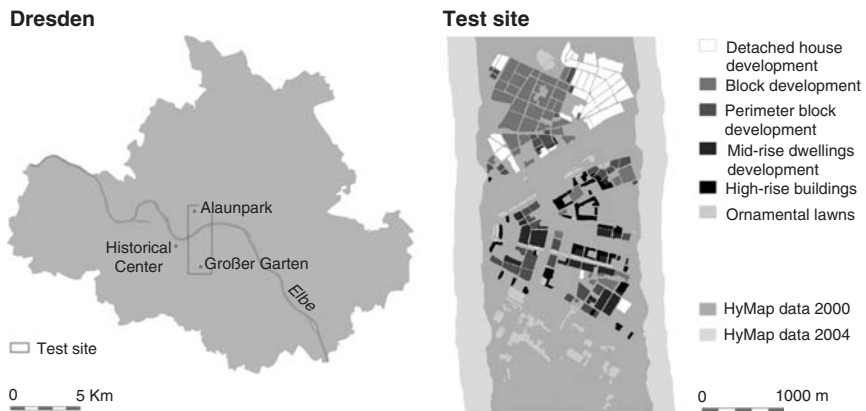 Dresden
Alaunpark
Historical
Center
Großer Garten
Elbe
Test site
0 5 Km
Test site
Detached house
development
Block development
Perimeter block
development
Mid-rise dwellings
development
High-rise buildings
Ornamental lawns
HyMap data 2000
HyMap data 2004
0 1000 m